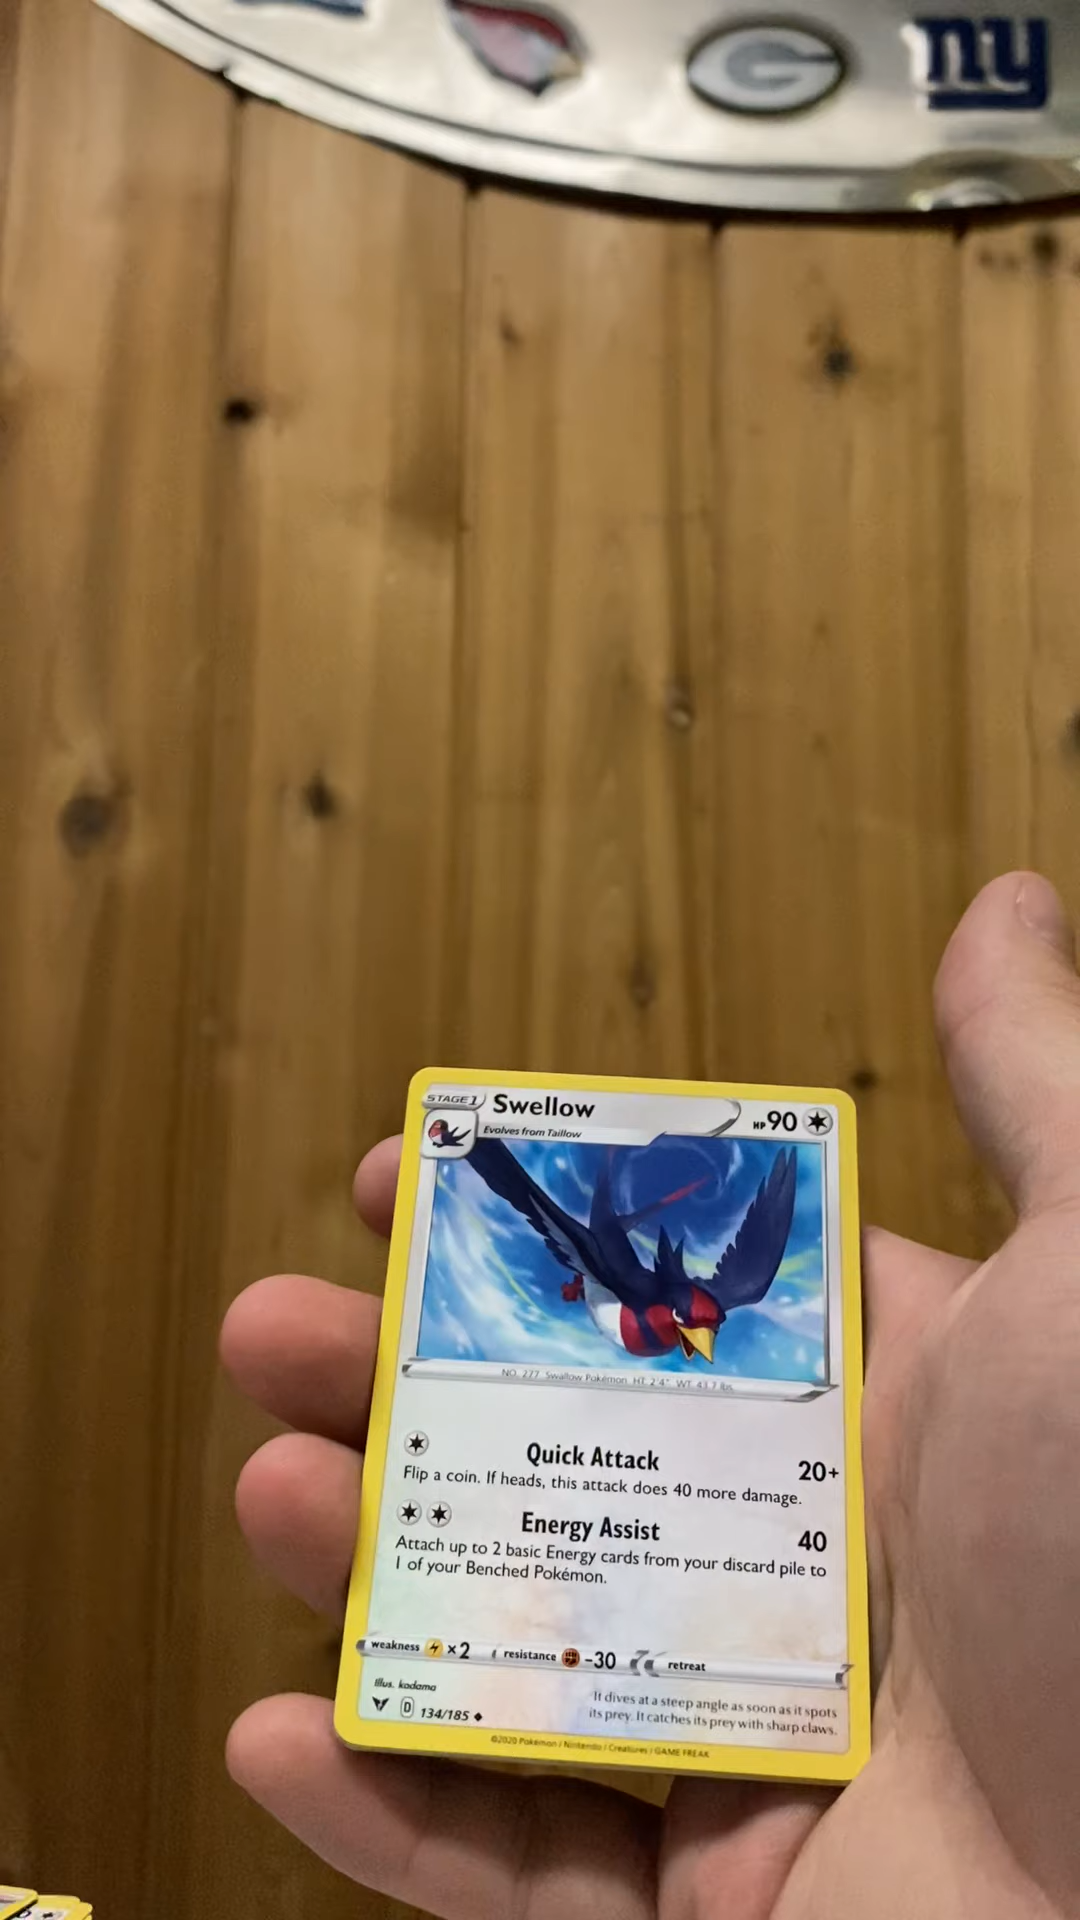 G
ny
STAGE 1
Swellow
HP 90
Evolves from Taillow
NO. 277 Swallow Pokémon HT: 2'4" WT: 43.7 lbs.
Quick Attack 20+
Flip a coin. If heads, this attack does 40 more damage.
Energy Assist 40
Attach up to 2 basic Energy cards from your discard pile to
1 of your Benched Pokémon.
weakness ×2 resistance -30 retreat
Illus. kodama
D 134/185
It dives at a steep angle as soon as it spots
its prey. It catches its prey with sharp claws.
©2020 Pokémon / Nintendo / Creatures / GAME FREAK